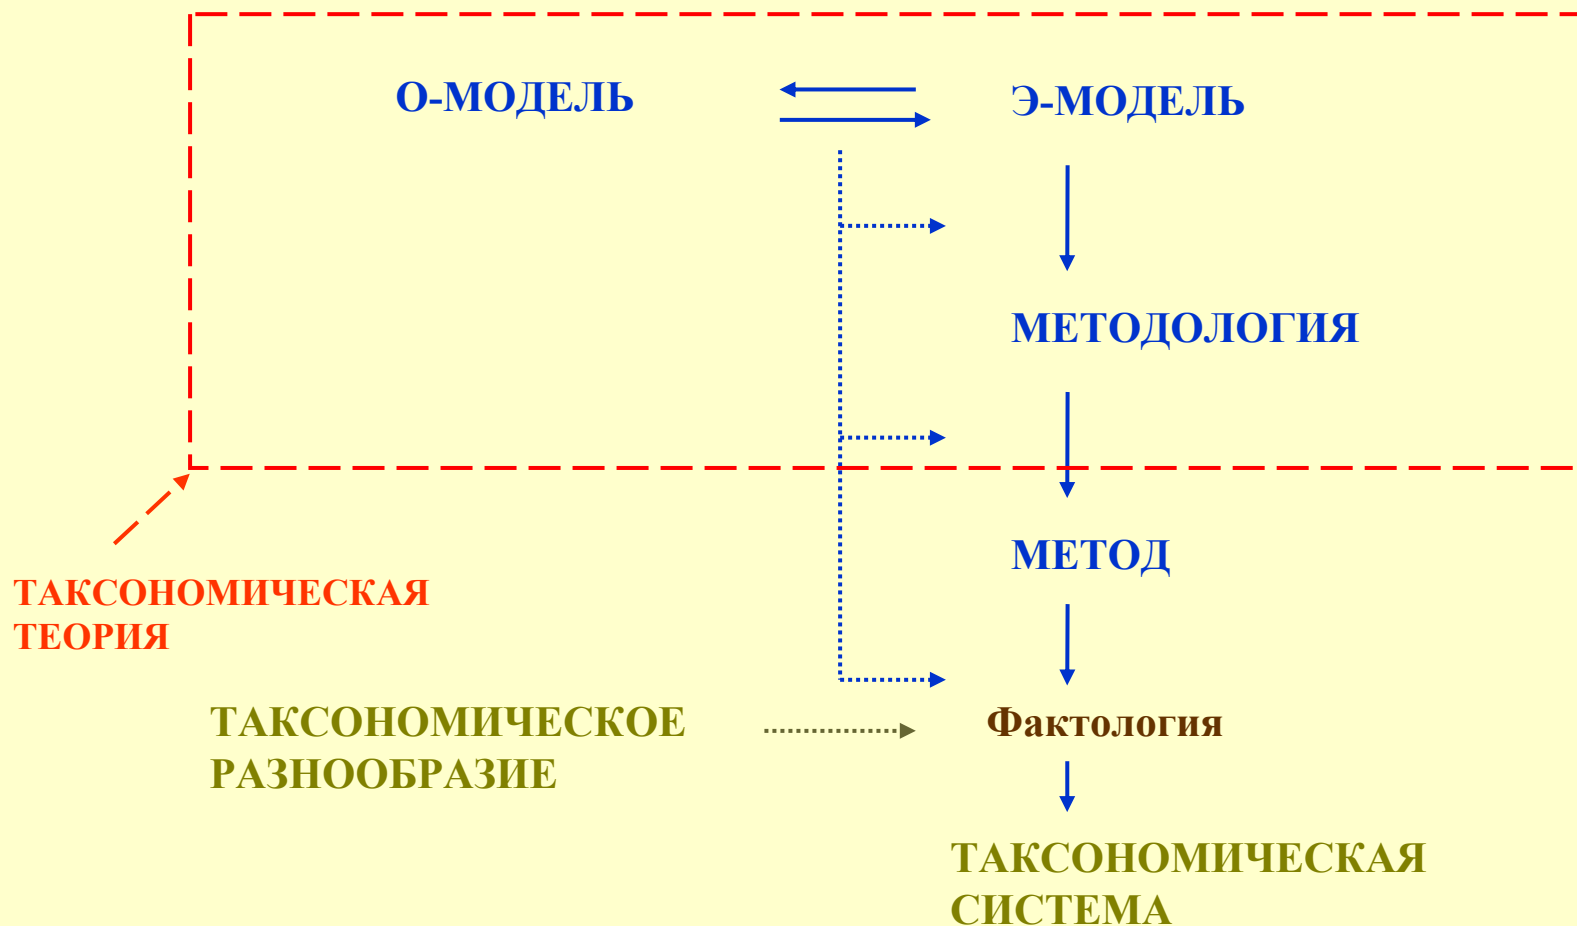 О-МОДЕЛЬ
Э-МОДЕЛЬ
МЕТОДОЛОГИЯ
МЕТОД
ТАКСОНОМИЧЕСКАЯ
ТЕОРИЯ
ТАКСОНОМИЧЕСКОЕ
РАЗНООБРАЗИЕ
Фактология
ТАКСОНОМИЧЕСКАЯ
СИСТЕМА